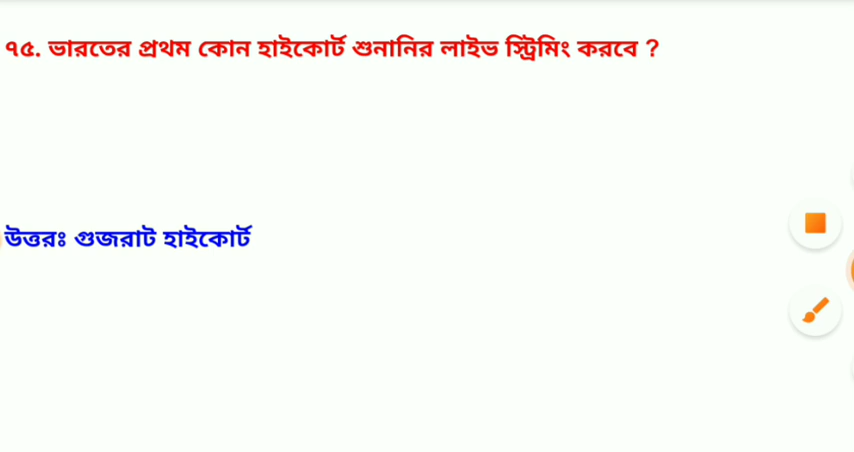 ৭৫. ভারতের প্রথম কোন হাইকোর্ট শুনানির লাইভ স্ট্রিমিং করবে ?
উত্তরঃ গুজরাট হাইকোর্ট